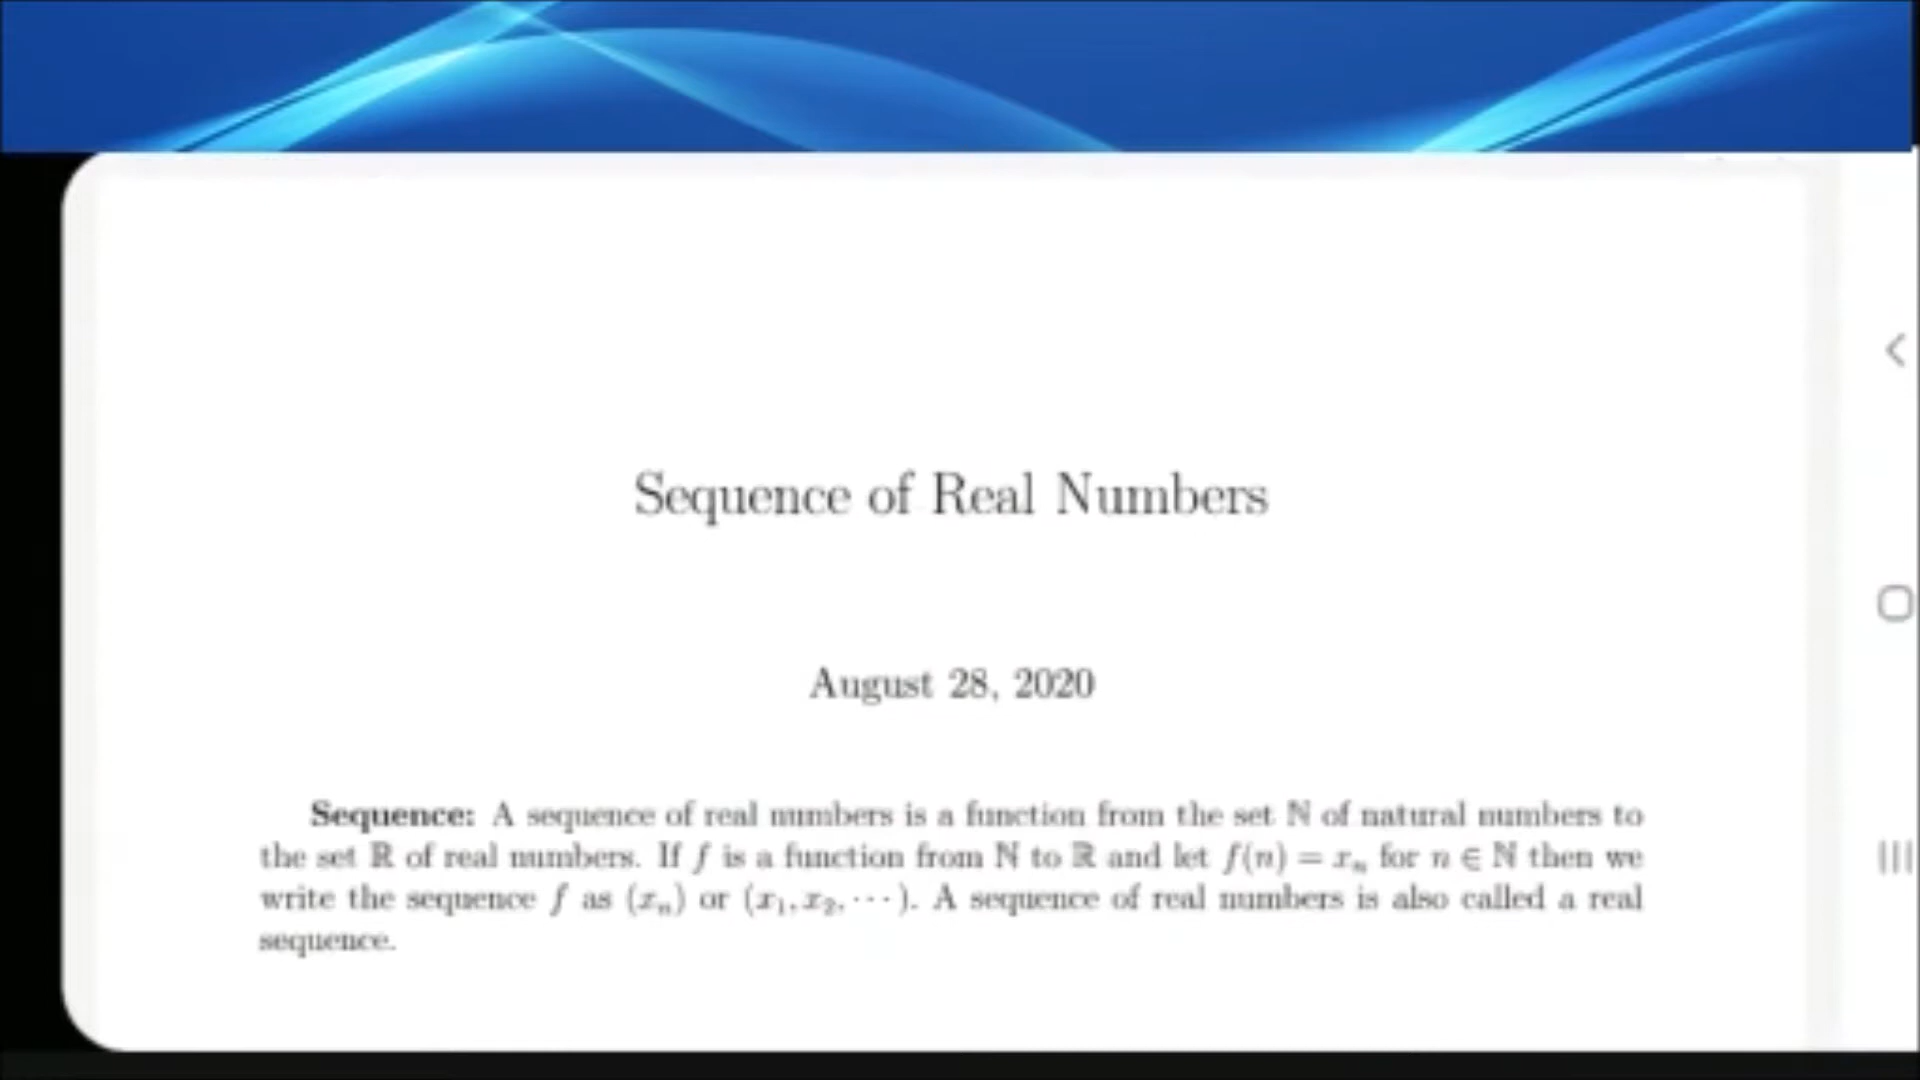 Sequence of Real Numbers
August 28, 2020
Sequence: A sequence of real numbers is a function from the set ℕ of natural numbers to
the set ℝ of real numbers. If f is a function from ℕ to ℝ and let f(n) = xₙ for n ∈ ℕ then we
write the sequence f as (xₙ) or (x₁, x₂, ⋯). A sequence of real numbers is also called a real
sequence.